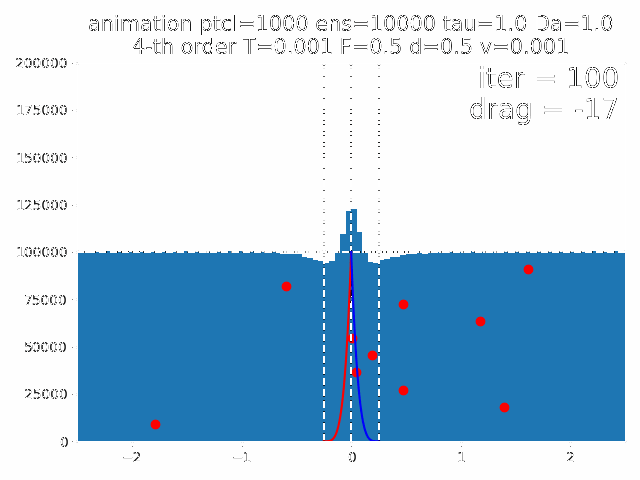 animation ptcl=1000 ens=10000 tau=1.0 Da=1.0
4-th order T=0.001 F=0.5 d=0.5 v=0.001
iter = 100
drag = -17
200000
175000
150000
125000
100000
75000
50000
25000
0
−2 −1 0 1 2